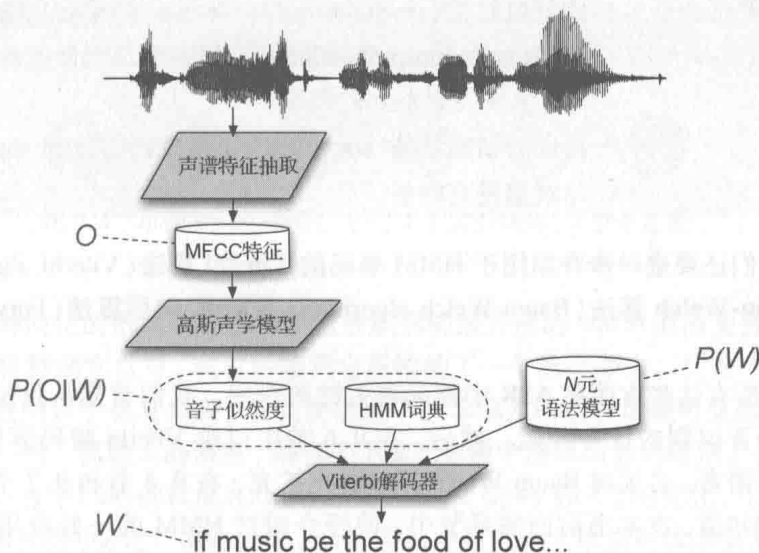 声谱特征抽取
O
MFCC特征
高斯声学模型
P(O|W)
音子似然度
HMM词典
N元
语法模型
P(W)
Viterbi解码器
W
if music be the food of love...